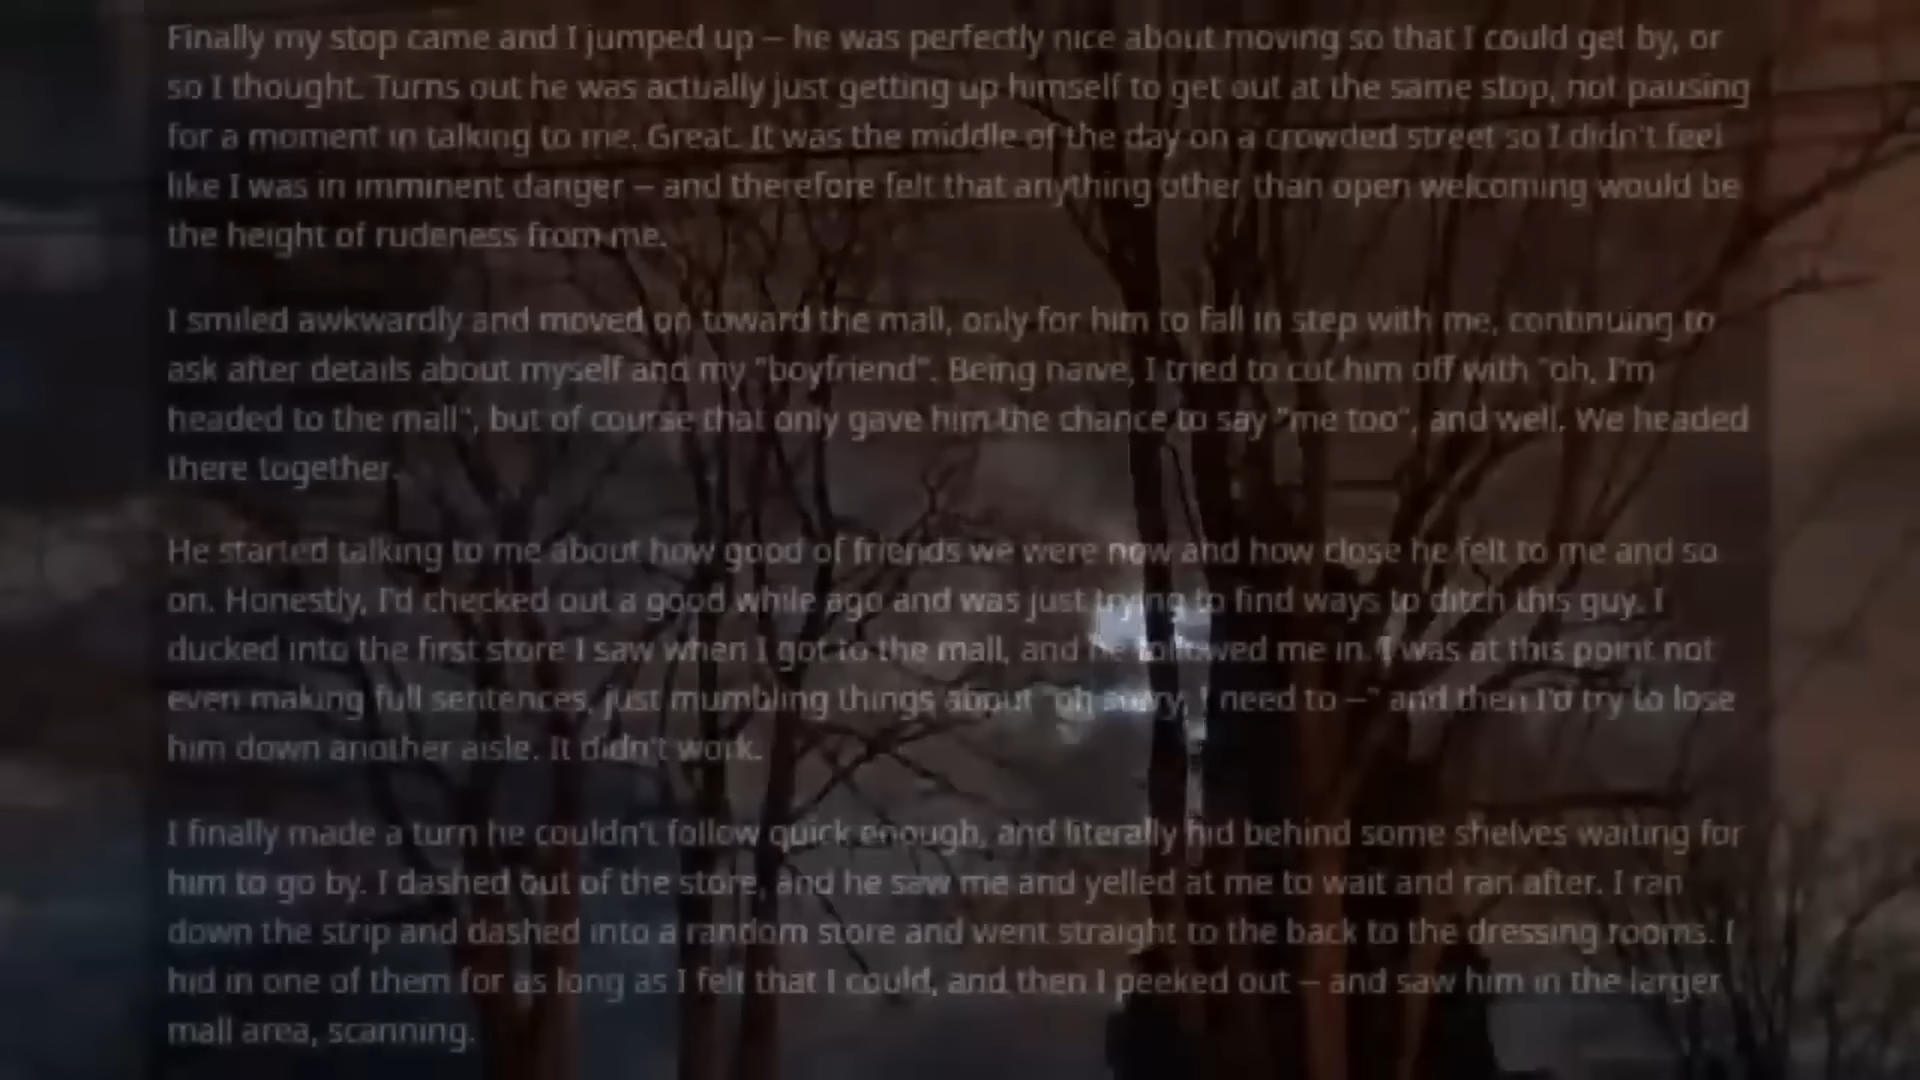 Finally my stop came and I jumped up – he was perfectly nice about moving so that I could get by, or
so I thought. Turns out he was actually just getting up himself to get out at the same stop, not pausing
for a moment in talking to me. Great. It was the middle of the day on a crowded street so I didn't feel
like I was in imminent danger – and therefore felt that anything other than open welcoming would be
the height of rudeness from me.
I smiled awkwardly and moved on toward the mall, only for him to fall in step with me, continuing to
ask after details about myself and my "boyfriend". Being naive, I tried to cut him off with "oh, I'm
headed to the mall", but of course that only gave him the chance to say "me too", and well. We headed
there together.
He started talking to me about how good of friends we were now and how close he felt to me and so
on. Honestly, I'd checked out a good while ago and was just trying to find ways to ditch this guy. I
ducked into the first store I saw when I got to the mall, and he followed me in. I was at this point not
even making full sentences, just mumbling things about "oh sorry, I need to –" and then I'd try to lose
him down another aisle. It didn't work.
I finally made a turn he couldn't follow quick enough, and literally hid behind some shelves waiting for
him to go by. I dashed out of the store, and he saw me and yelled at me to wait and ran after. I ran
down the strip and dashed into a random store and went straight to the back to the dressing rooms. I
hid in one of them for as long as I felt that I could, and then I peeked out – and saw him in the larger
mall area, scanning.